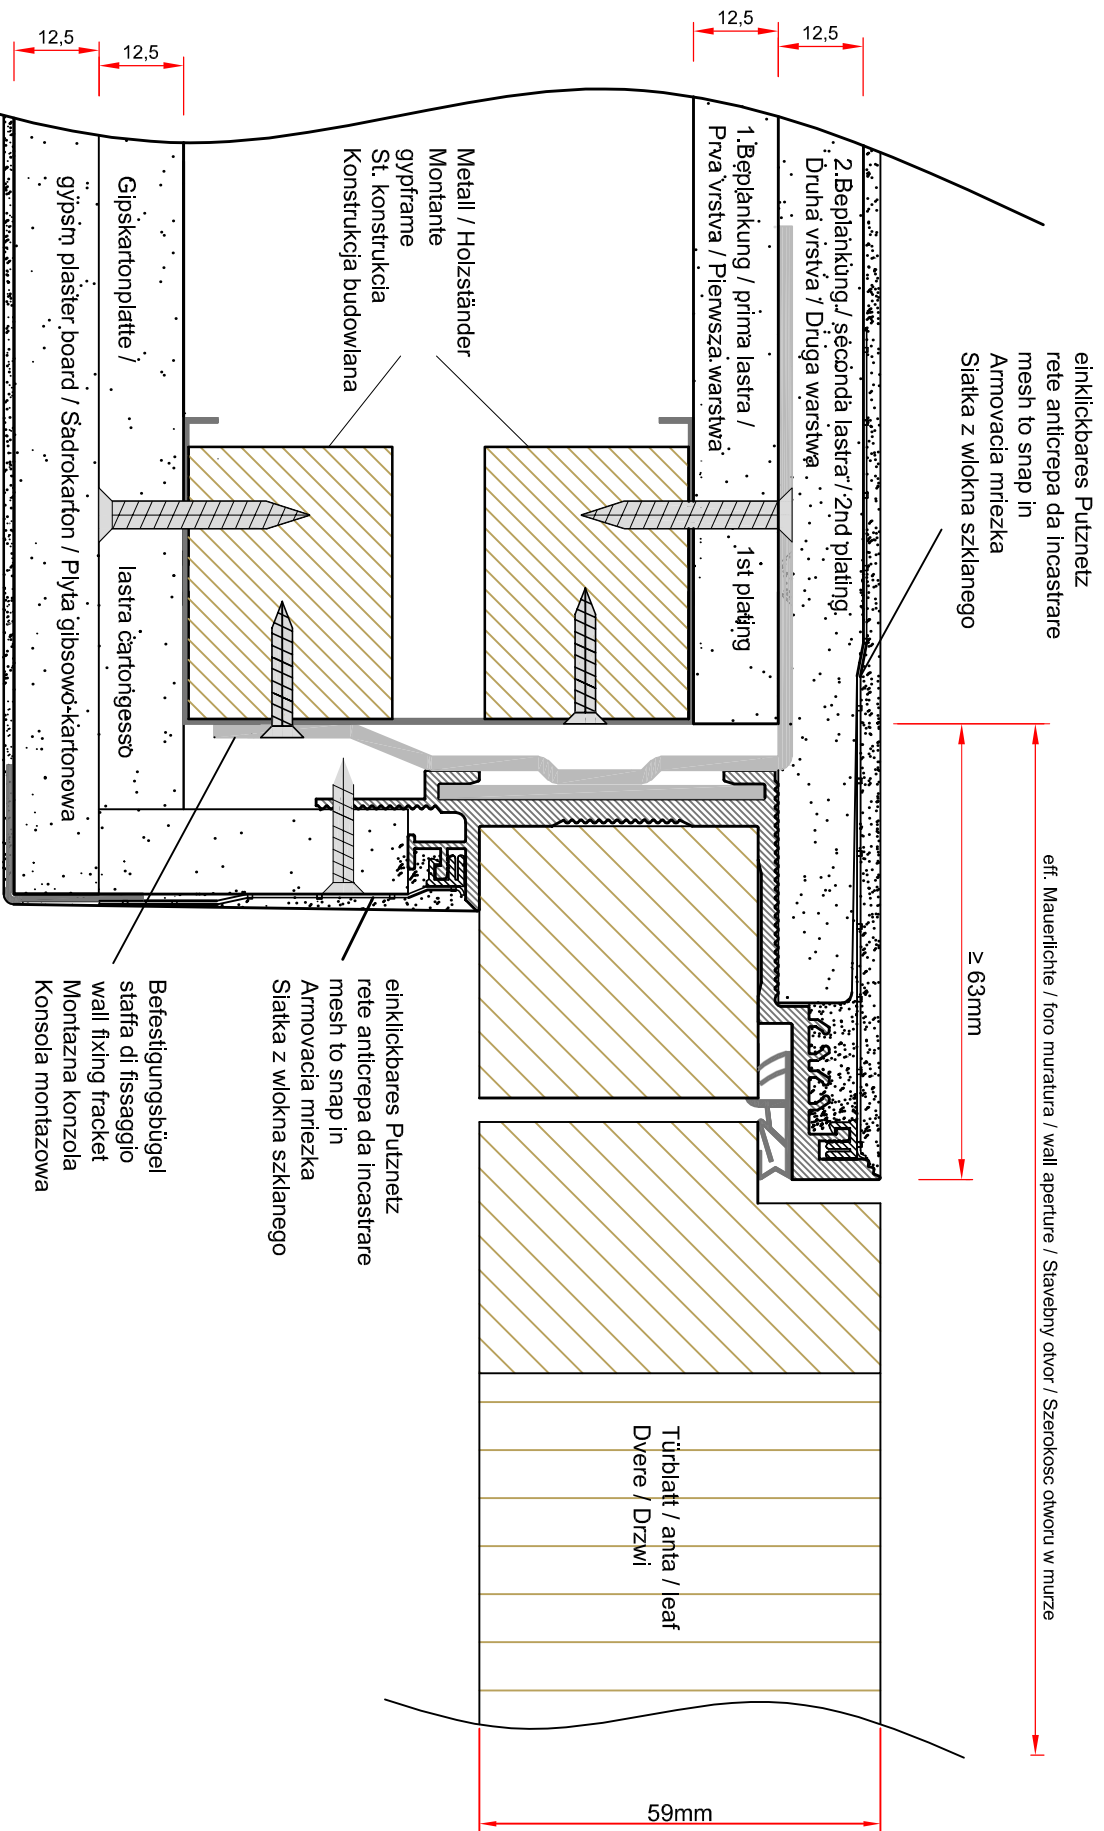 12,5
12,5
12,5
12,5
einklickbares Putznetz
rete anticrepa da incastrare
mesh to snap in
Armovacia mriezka
Siatka z wlokna szklanego
2.Beplankung / seconda lastra / 2nd plating
Druha vrstva / Druga warstwa
1.Beplankung / prima lastra /
Prva vrstva / Pierwsza warstwa
1st plating
Metall / Holzständer
Montante
gypframe
St. konstrukcia
Konstrukcja budowlana
Gipskartonplatte /
lastra cartongesso
gypsm plaster board / Sadrokarton / Plyta gibsowo-kartonowa
≥ 63mm
eff. Mauerlichte / foro muratura / wall aperture / Stavebny otvor / Szerokosc otworu w murze
einklickbares Putznetz
rete anticrepa da incastrare
mesh to snap in
Armovacia mriezka
Siatka z wlokna szklanego
Befestigungsbügel
staffa di fissaggio
wall fixing fracket
Montazna konzola
Konsola montazowa
Türblatt / anta / leaf
Dvere / Drzwi
59mm